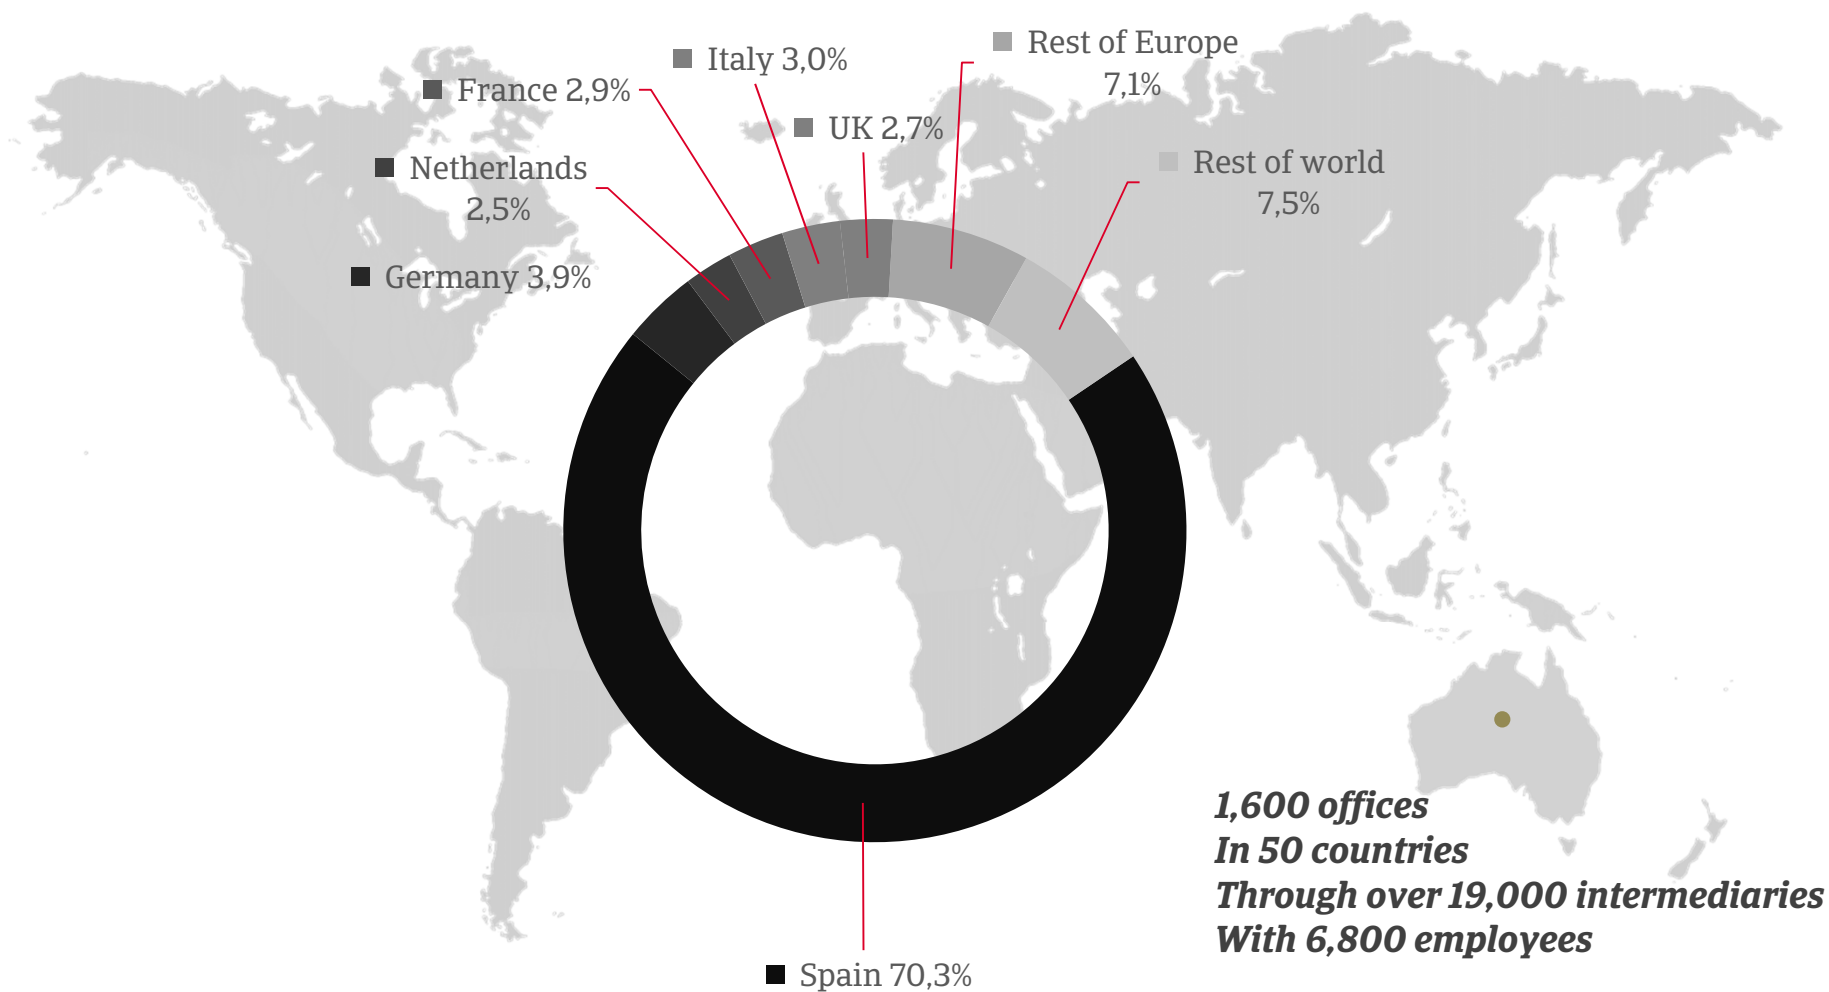 Rest of Europe
7,1%
Italy 3,0%
France 2,9%
UK 2,7%
Netherlands
2,5%
Rest of world
7,5%
Germany 3,9%
1,600 offices
In 50 countries
Through over 19,000 intermediaries
With 6,800 employees
Spain 70,3%